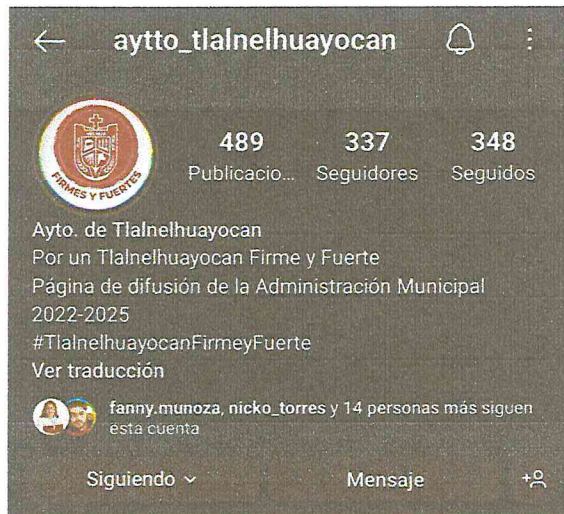 aytto_tlalnelhuayocan
489 337 348
Publicacio... Seguidores Seguidos
FIRMES Y FUERTES
Ayto. de Tlalnelhuayocan
Por un Tlalnelhuayocan Firme y Fuerte
Página de difusión de la Administración Municipal
2022-2025
#TlalnelhuayocanFirmeyFuerte
Ver traducción
fanny.munoza, nicko_torres y 14 personas más siguen
esta cuenta
Siguiendo Mensaje